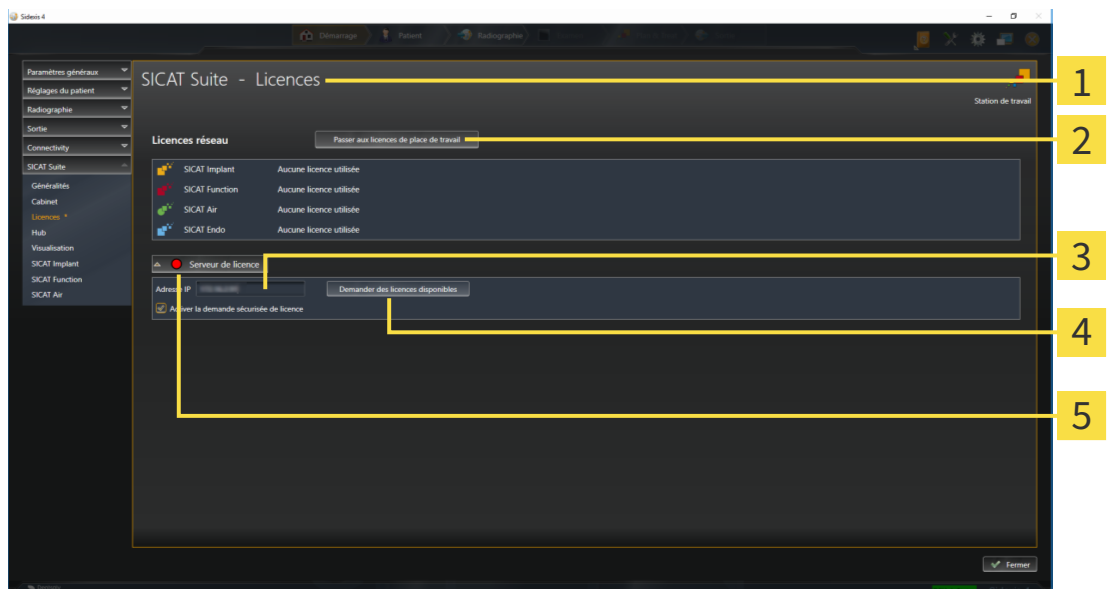 Sidexis 4
Démarrage
Patient
Radiographie
Paramètres généraux
Réglages du patient
Radiographie
Sortie
Connectivity
SICAT Suite
Généralités
Cabinet
Licences *
Hub
Visualisation
SICAT Implant
SICAT Function
SICAT Air
SICAT Suite - Licences
Station de travail
Licences réseau
Passer aux licences de place de travail
SICAT Implant Aucune licence utilisée
SICAT Function Aucune licence utilisée
SICAT Air Aucune licence utilisée
SICAT Endo Aucune licence utilisée
Serveur de licence
Adresse IP
Demander des licences disponibles
Activer la demande sécurisée de licence
Fermer
1
2
3
4
5